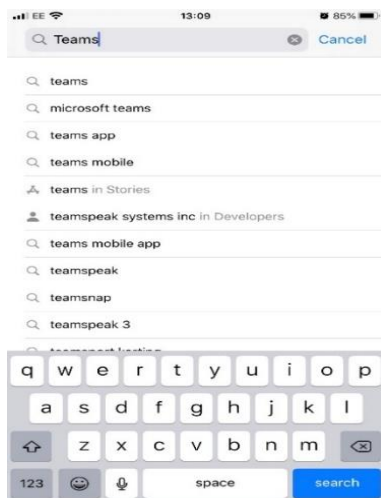 EE 13:09 85%
Teams Cancel
teams
microsoft teams
teams app
teams mobile
teams in Stories
teamspeak systems inc in Developers
teams mobile app
teamspeak
teamsnap
teamspeak 3
q w e r t y u i o p
a s d f g h j k l
z x c v b n m
123 space search